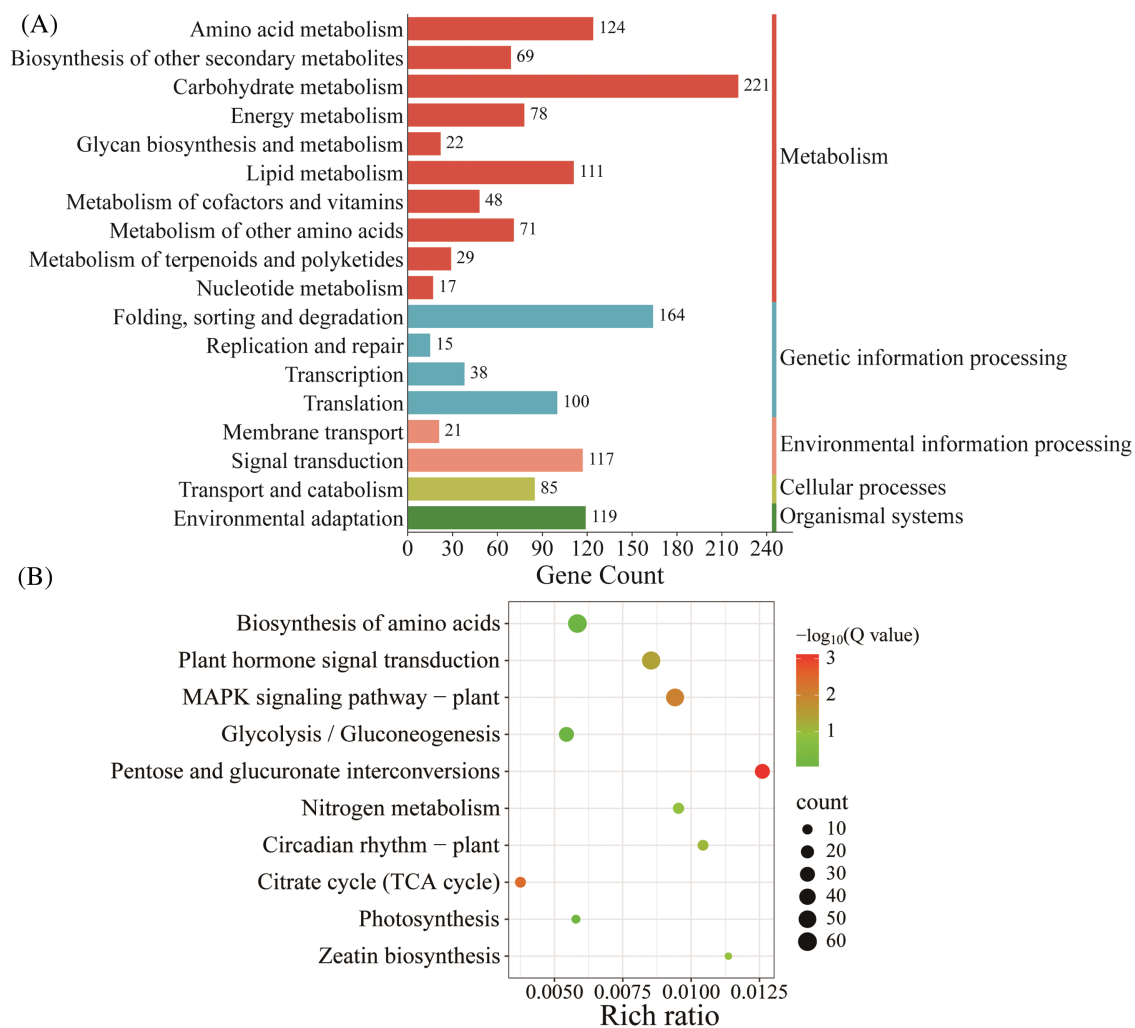 (A)
Amino acid metabolism 124
Biosynthesis of other secondary metabolites 69
Carbohydrate metabolism 221
Energy metabolism 78
Glycan biosynthesis and metabolism 22
Lipid metabolism 111
Metabolism of cofactors and vitamins 48
Metabolism of other amino acids 71
Metabolism of terpenoids and polyketides 29
Nucleotide metabolism 17
Folding, sorting and degradation 164
Replication and repair 15
Transcription 38
Translation 100
Membrane transport 21
Signal transduction 117
Transport and catabolism 85
Environmental adaptation 119
Metabolism
Genetic information processing
Environmental information processing
Cellular processes
Organismal systems
0 30 60 90 120 150 180 210 240
Gene Count
(B)
Biosynthesis of amino acids
Plant hormone signal transduction
MAPK signaling pathway − plant
Glycolysis / Gluconeogenesis
Pentose and glucuronate interconversions
Nitrogen metabolism
Circadian rhythm − plant
Citrate cycle (TCA cycle)
Photosynthesis
Zeatin biosynthesis
0.0050 0.0075 0.0100 0.0125
Rich ratio
−log₁₀(Q value)
3
2
1
count
10
20
30
40
50
60